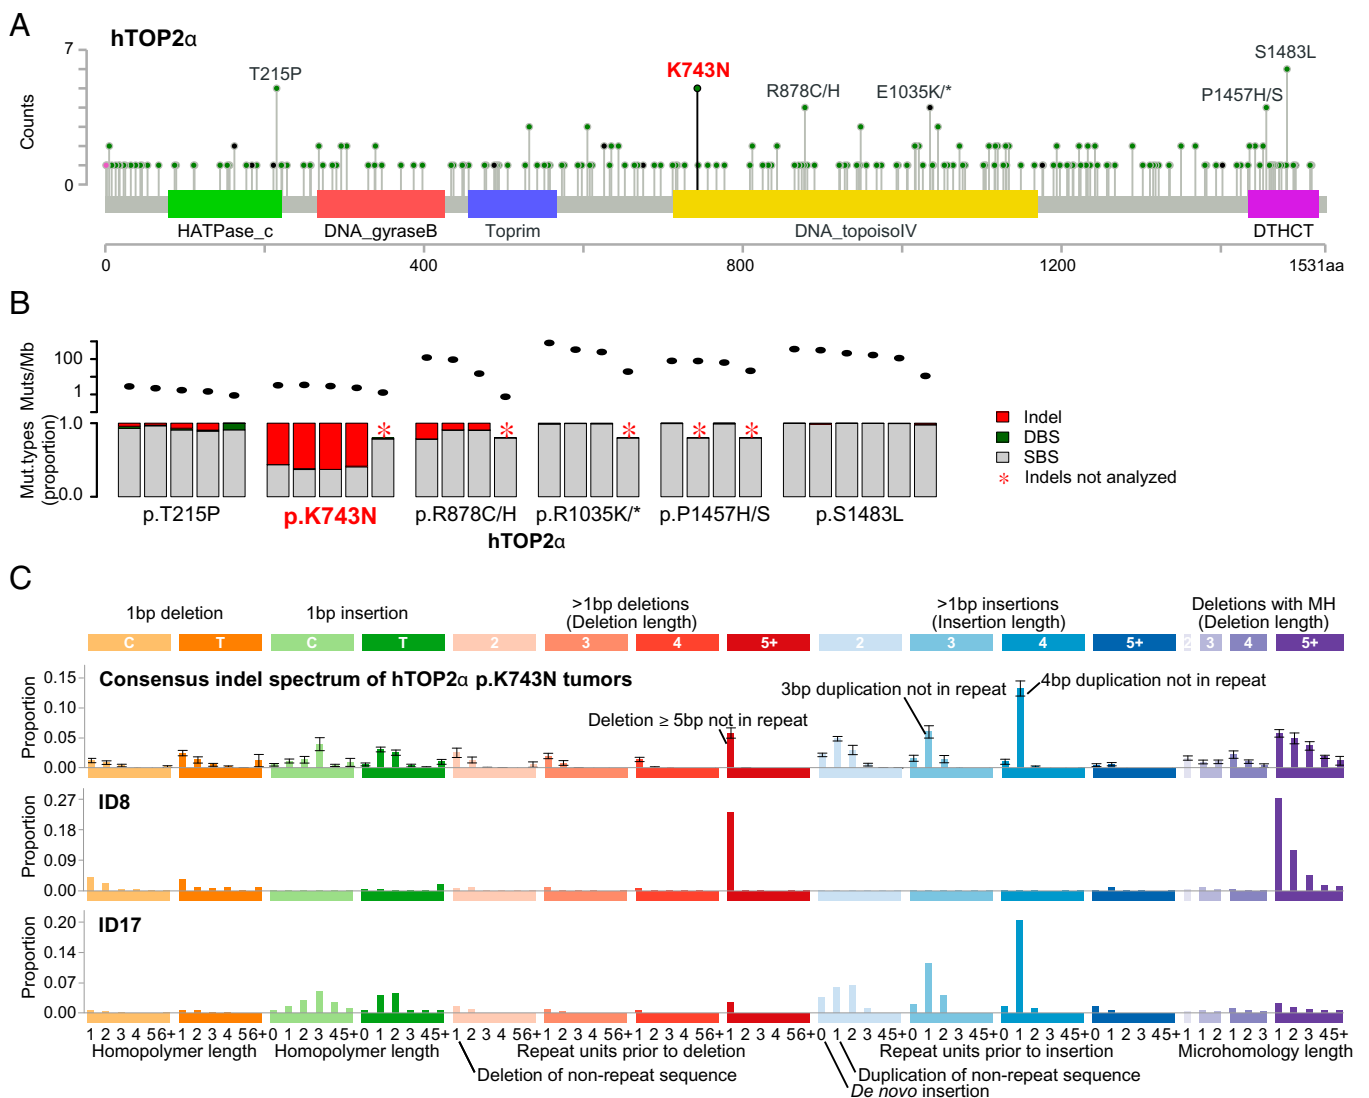 A
hTOP2α
7
0
Counts
T215P
K743N
R878C/H
E1035K/*
P1457H/S
S1483L
HATPase_c
DNA_gyraseB
Toprim
DNA_topoisoIV
DTHCT
0
400
800
1200
1531aa
B
Muts/Mb
100
1
Mut.types
(proportion)
1.0
0.0
* * * * *
p.T215P
p.K743N
p.R878C/H
p.R1035K/*
p.P1457H/S
p.S1483L
hTOP2α
Indel
DBS
SBS
* Indels not analyzed
C
1bp deletion
1bp insertion
>1bp deletions
(Deletion length)
>1bp insertions
(Insertion length)
Deletions with MH
(Deletion length)
C T C T 2 3 4 5+ 2 3 4 5+ 2 3 4 5+
Consensus indel spectrum of hTOP2α p.K743N tumors
Proportion
0.15
0.10
0.05
0.00
Deletion ≥ 5bp not in repeat
3bp duplication not in repeat
4bp duplication not in repeat
ID8
Proportion
0.27
0.18
0.09
0.00
ID17
Proportion
0.20
0.14
0.07
0.00
1 2 3 4 56+ 1 2 3 4 56+ 0 1 2 3 45+ 0 1 2 3 45+ 1 2 3 4 56+ 1 2 3 4 56+ 1 2 3 4 56+ 1 2 3 4 5+ 0 1 2 3 45+ 0 1 2 3 45+ 0 1 2 3 45+ 0 1 2 3 45+ 1 1 2 1 2 3 1 2 3 45+
Homopolymer length
Homopolymer length
Repeat units prior to deletion
Repeat units prior to insertion
Microhomology length
Deletion of non-repeat sequence
Duplication of non-repeat sequence
De novo insertion